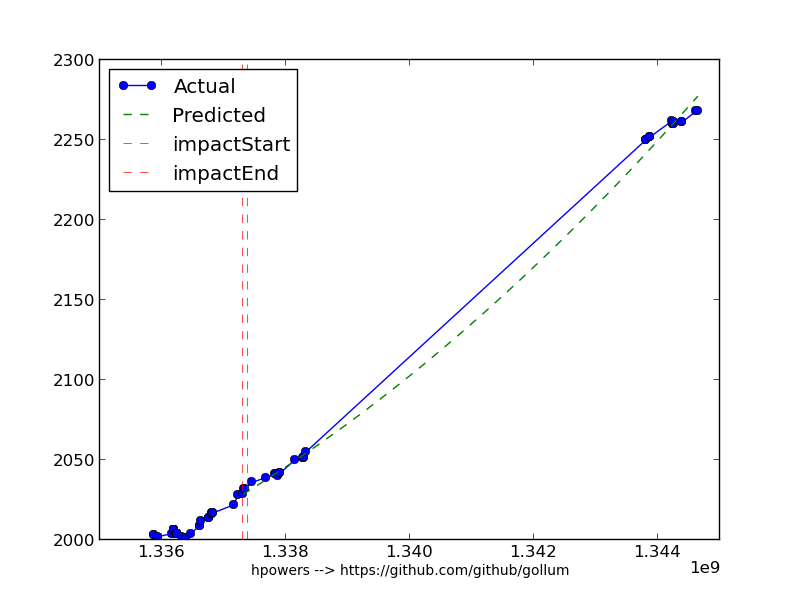 2300
2250
2200
2150
2100
2050
2000
Actual
Predicted
impactStart
impactEnd
1.336 1.338 1.340 1.342 1.344
1e9
hpowers --> https://github.com/github/gollum